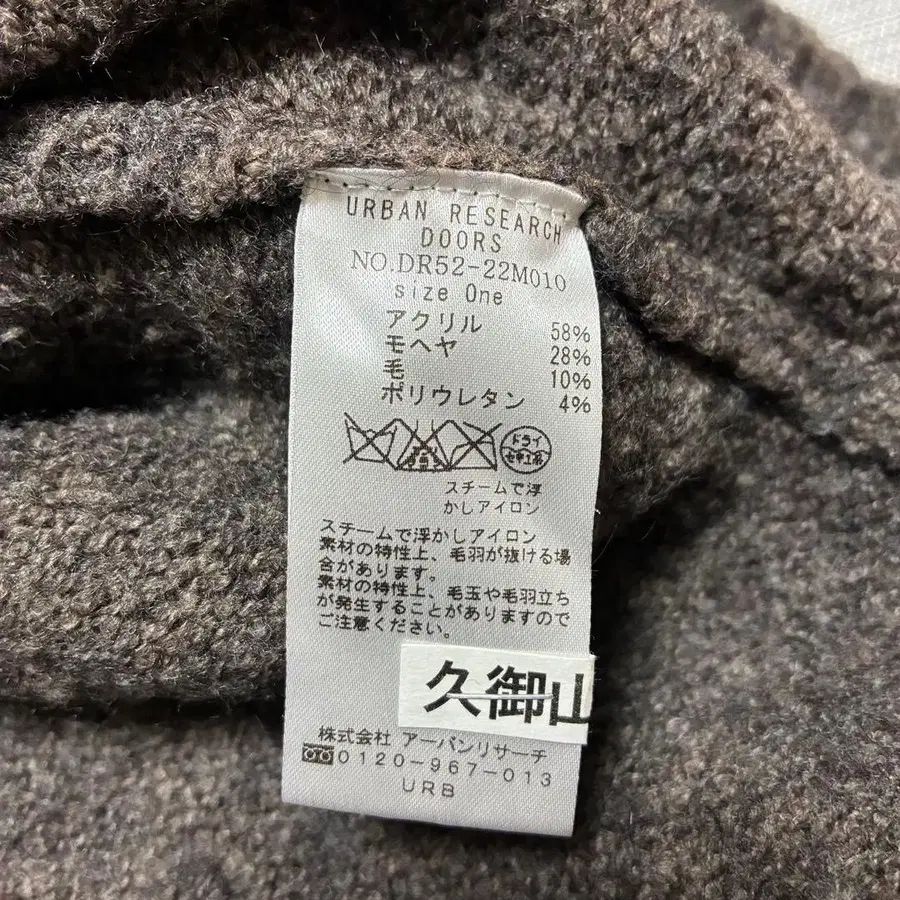 URBAN RESEARCH
DOORS
NO.DR52-22M010
size One
アクリル 58%
モヘヤ 28%
毛 10%
ポリウレタン 4%
ドライ
スチームで浮
かしアイロン
スチームで浮かしアイロン
素材の特性上、毛羽が抜ける場
合があります。
素材の特性上、毛玉や毛羽立ち
が発生することがありますので
ご注意ください。
久御山
株式会社 アーバンリサーチ
0120-967-013
URB